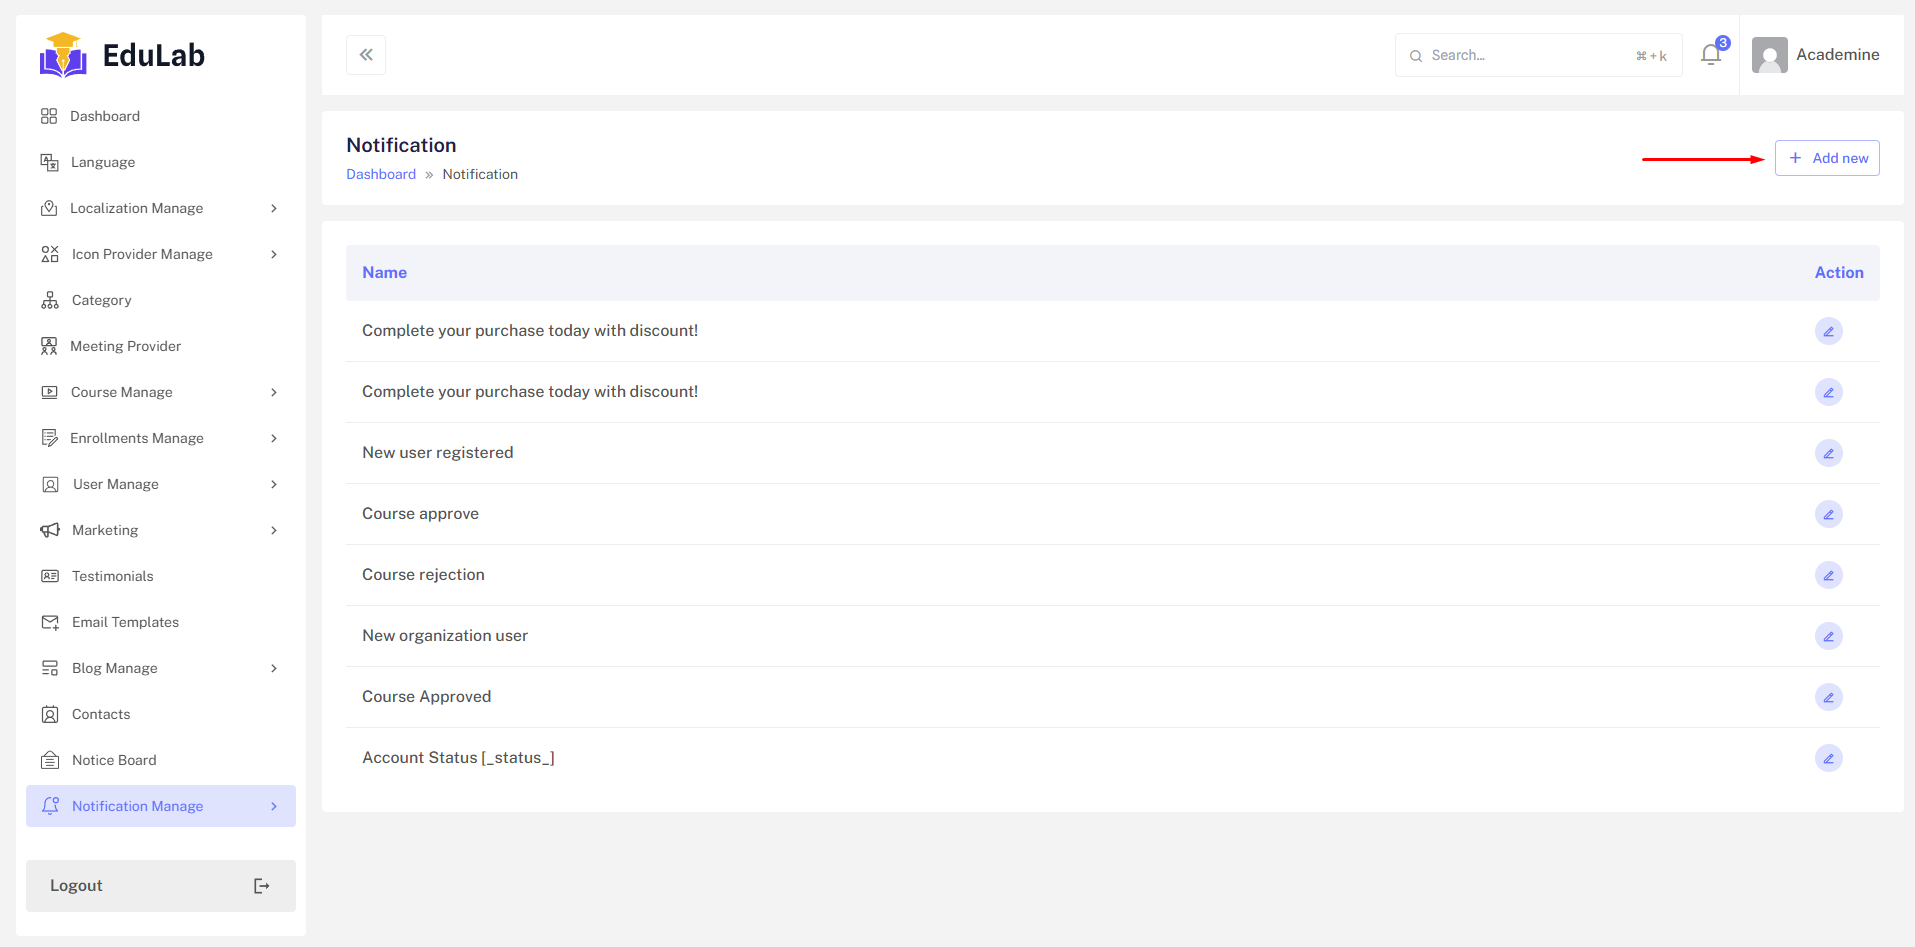 EduLab
Dashboard
Language
Localization Manage
Icon Provider Manage
Category
Meeting Provider
Course Manage
Enrollments Manage
User Manage
Marketing
Testimonials
Email Templates
Blog Manage
Contacts
Notice Board
Notification Manage
Logout
Search...
⌘ + k
3
Academine
Notification
Dashboard » Notification
+ Add new
Name Action
Complete your purchase today with discount!
Complete your purchase today with discount!
New user registered
Course approve
Course rejection
New organization user
Course Approved
Account Status [_status_]